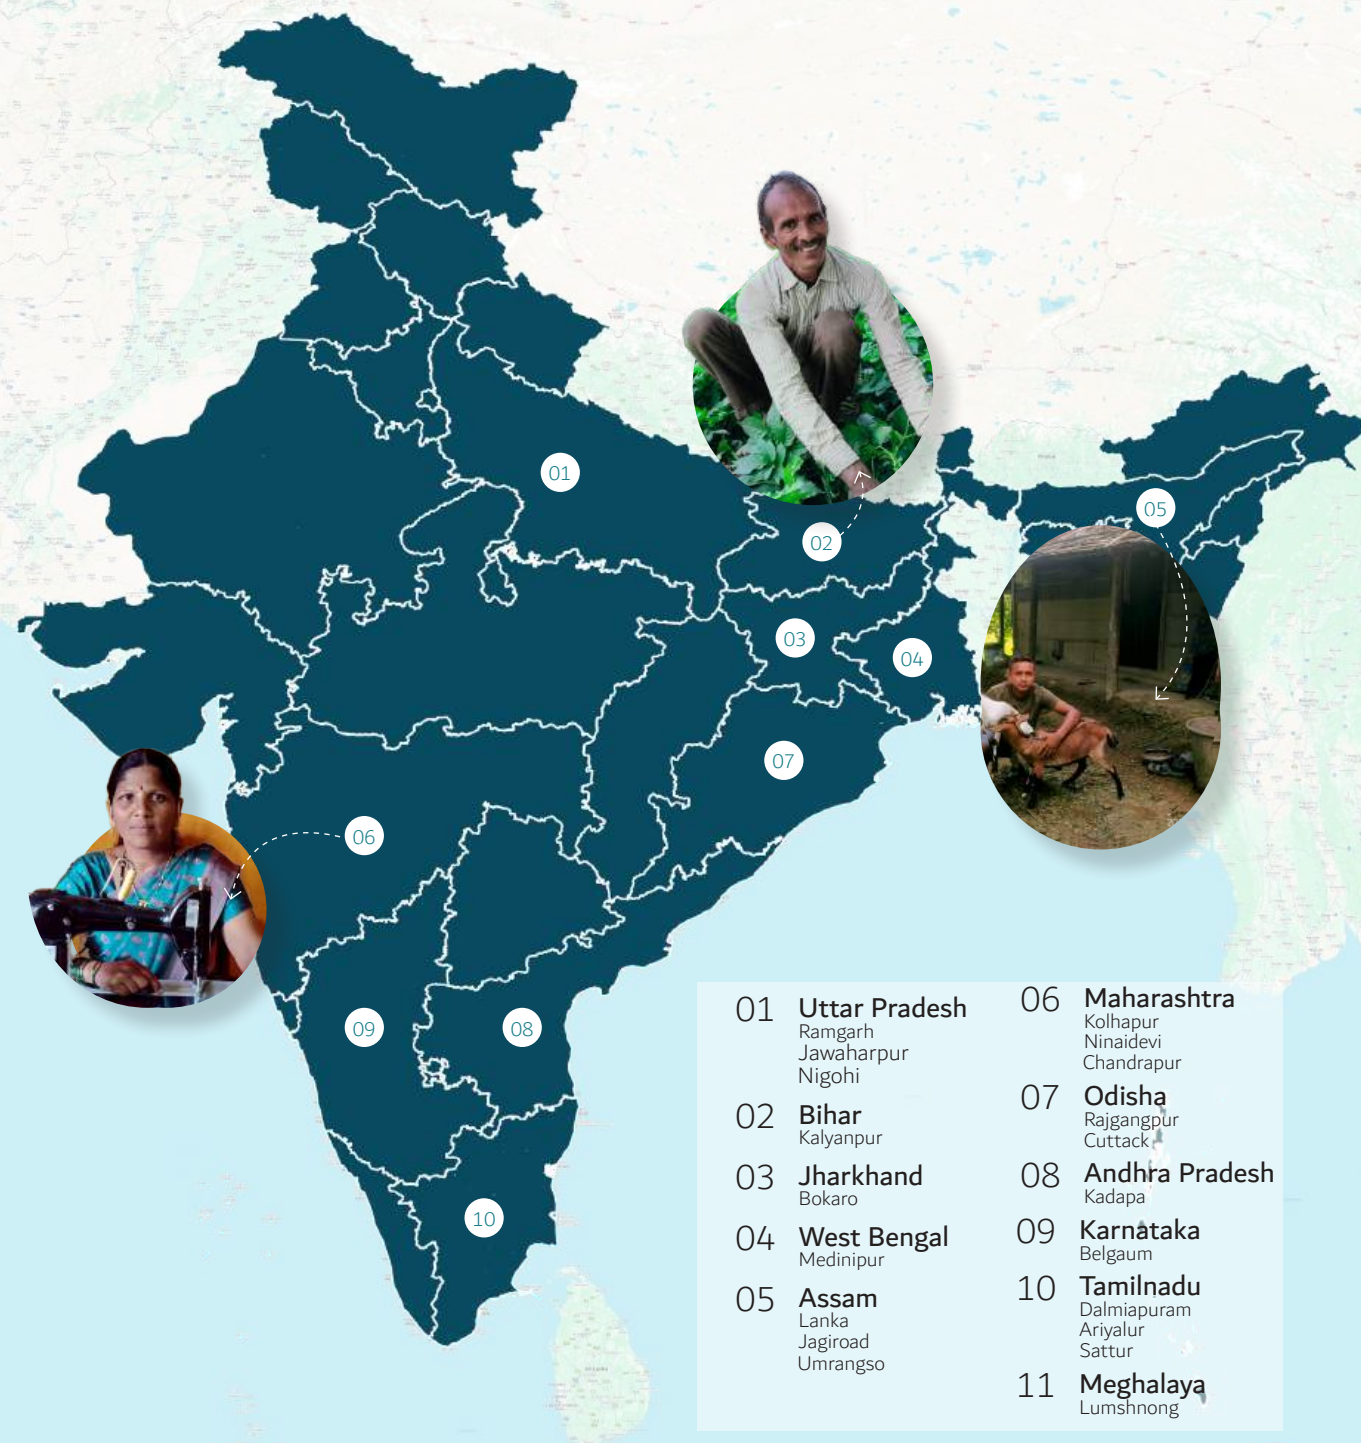 01
02
05
03
04
07
06
09
08
10
01 Uttar Pradesh
Ramgarh
Jawaharpur
Nigohi
02 Bihar
Kalyanpur
03 Jharkhand
Bokaro
04 West Bengal
Medinipur
05 Assam
Lanka
Jagiroad
Umrangso
06 Maharashtra
Kolhapur
Ninaidevi
Chandrapur
07 Odisha
Rajgangpur
Cuttack
08 Andhra Pradesh
Kadapa
09 Karnataka
Belgaum
10 Tamilnadu
Dalmiapuram
Ariyalur
Sattur
11 Meghalaya
Lumshnong